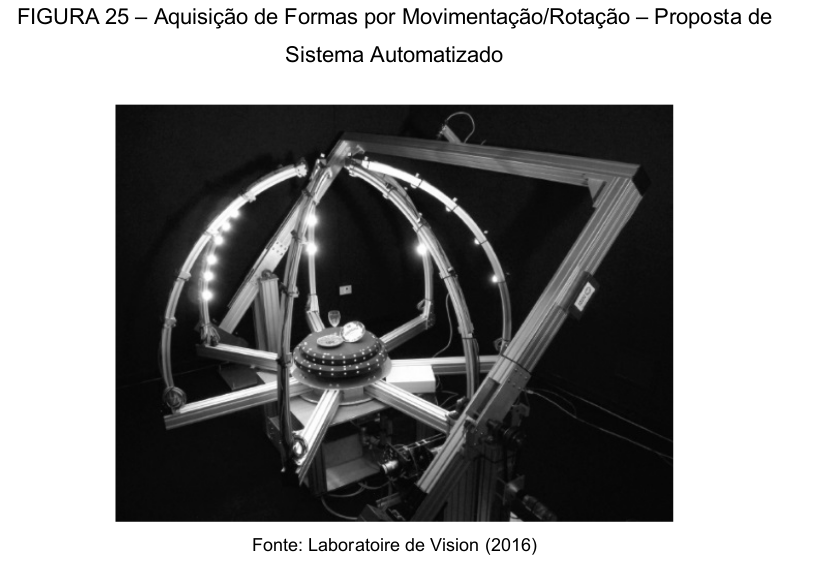 FIGURA 25 – Aquisição de Formas por Movimentação/Rotação – Proposta de
Sistema Automatizado
Fonte: Laboratoire de Vision (2016)